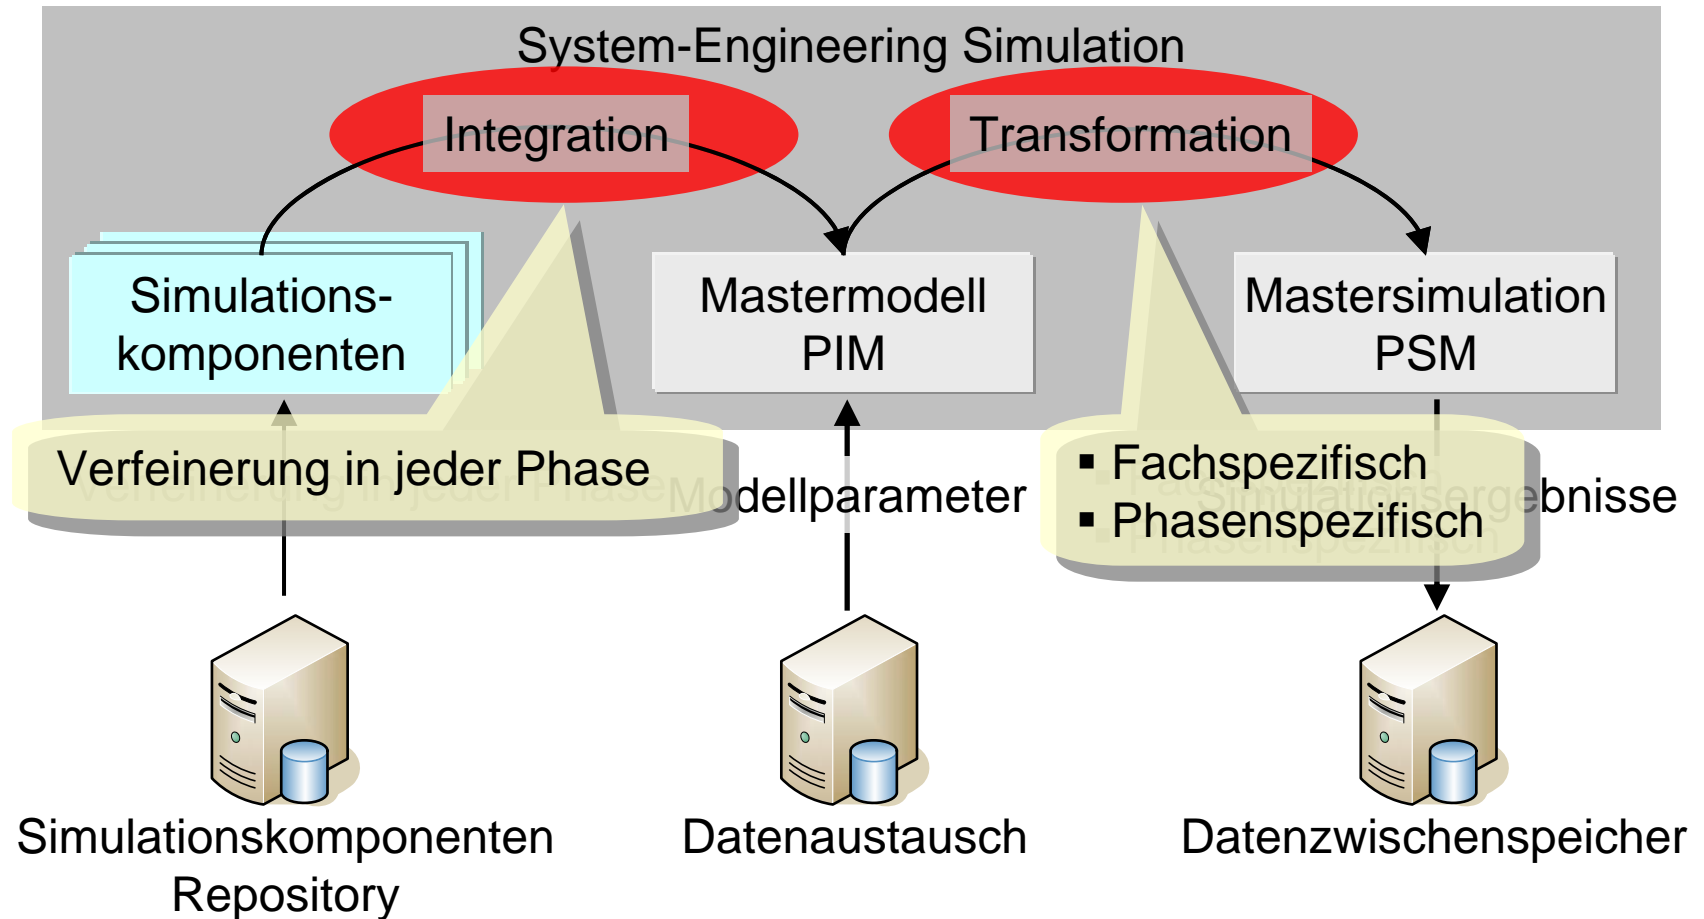 System-Engineering Simulation
Integration
Transformation
Simulations-
komponenten
Mastermodell
PIM
Mastersimulation
PSM
Verfeinerung in jeder Phase
Modellparameter
▪ Fachspezifisch
▪ Phasenspezifisch
Simulationsergebnisse
Simulationskomponenten
Repository
Datenaustausch
Datenzwischenspeicher